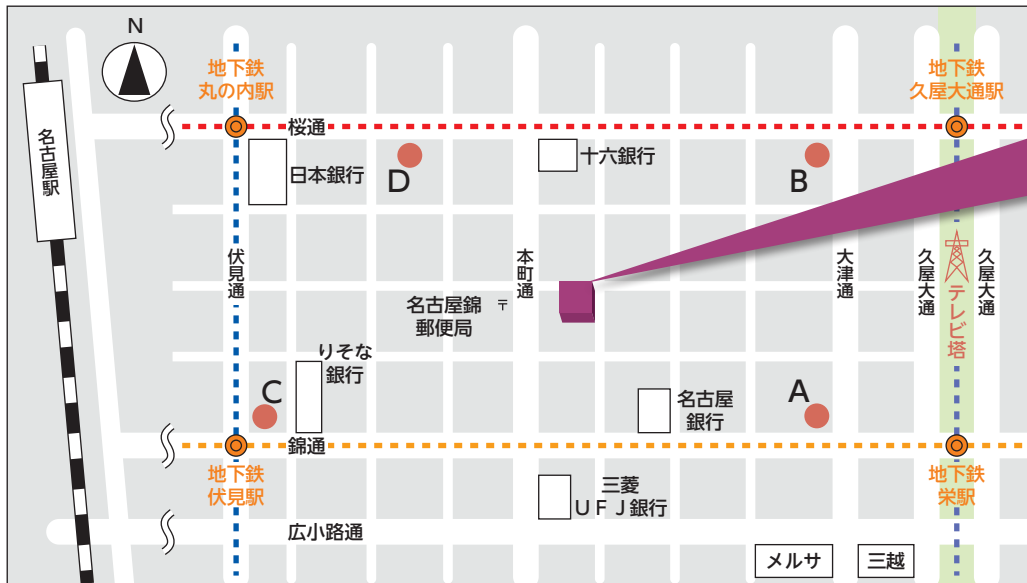 N
地下鉄
丸の内駅
地下鉄
久屋大通駅
桜通
名古屋駅
日本銀行
D
十六銀行
B
伏見通
本町通
大津通
久屋大通
久屋大通
テレビ塔
名古屋錦
郵便局
〒
りそな
銀行
C
名古屋
銀行
A
錦通
地下鉄
伏見駅
地下鉄
栄駅
三菱
UFJ銀行
広小路通
メルサ
三越